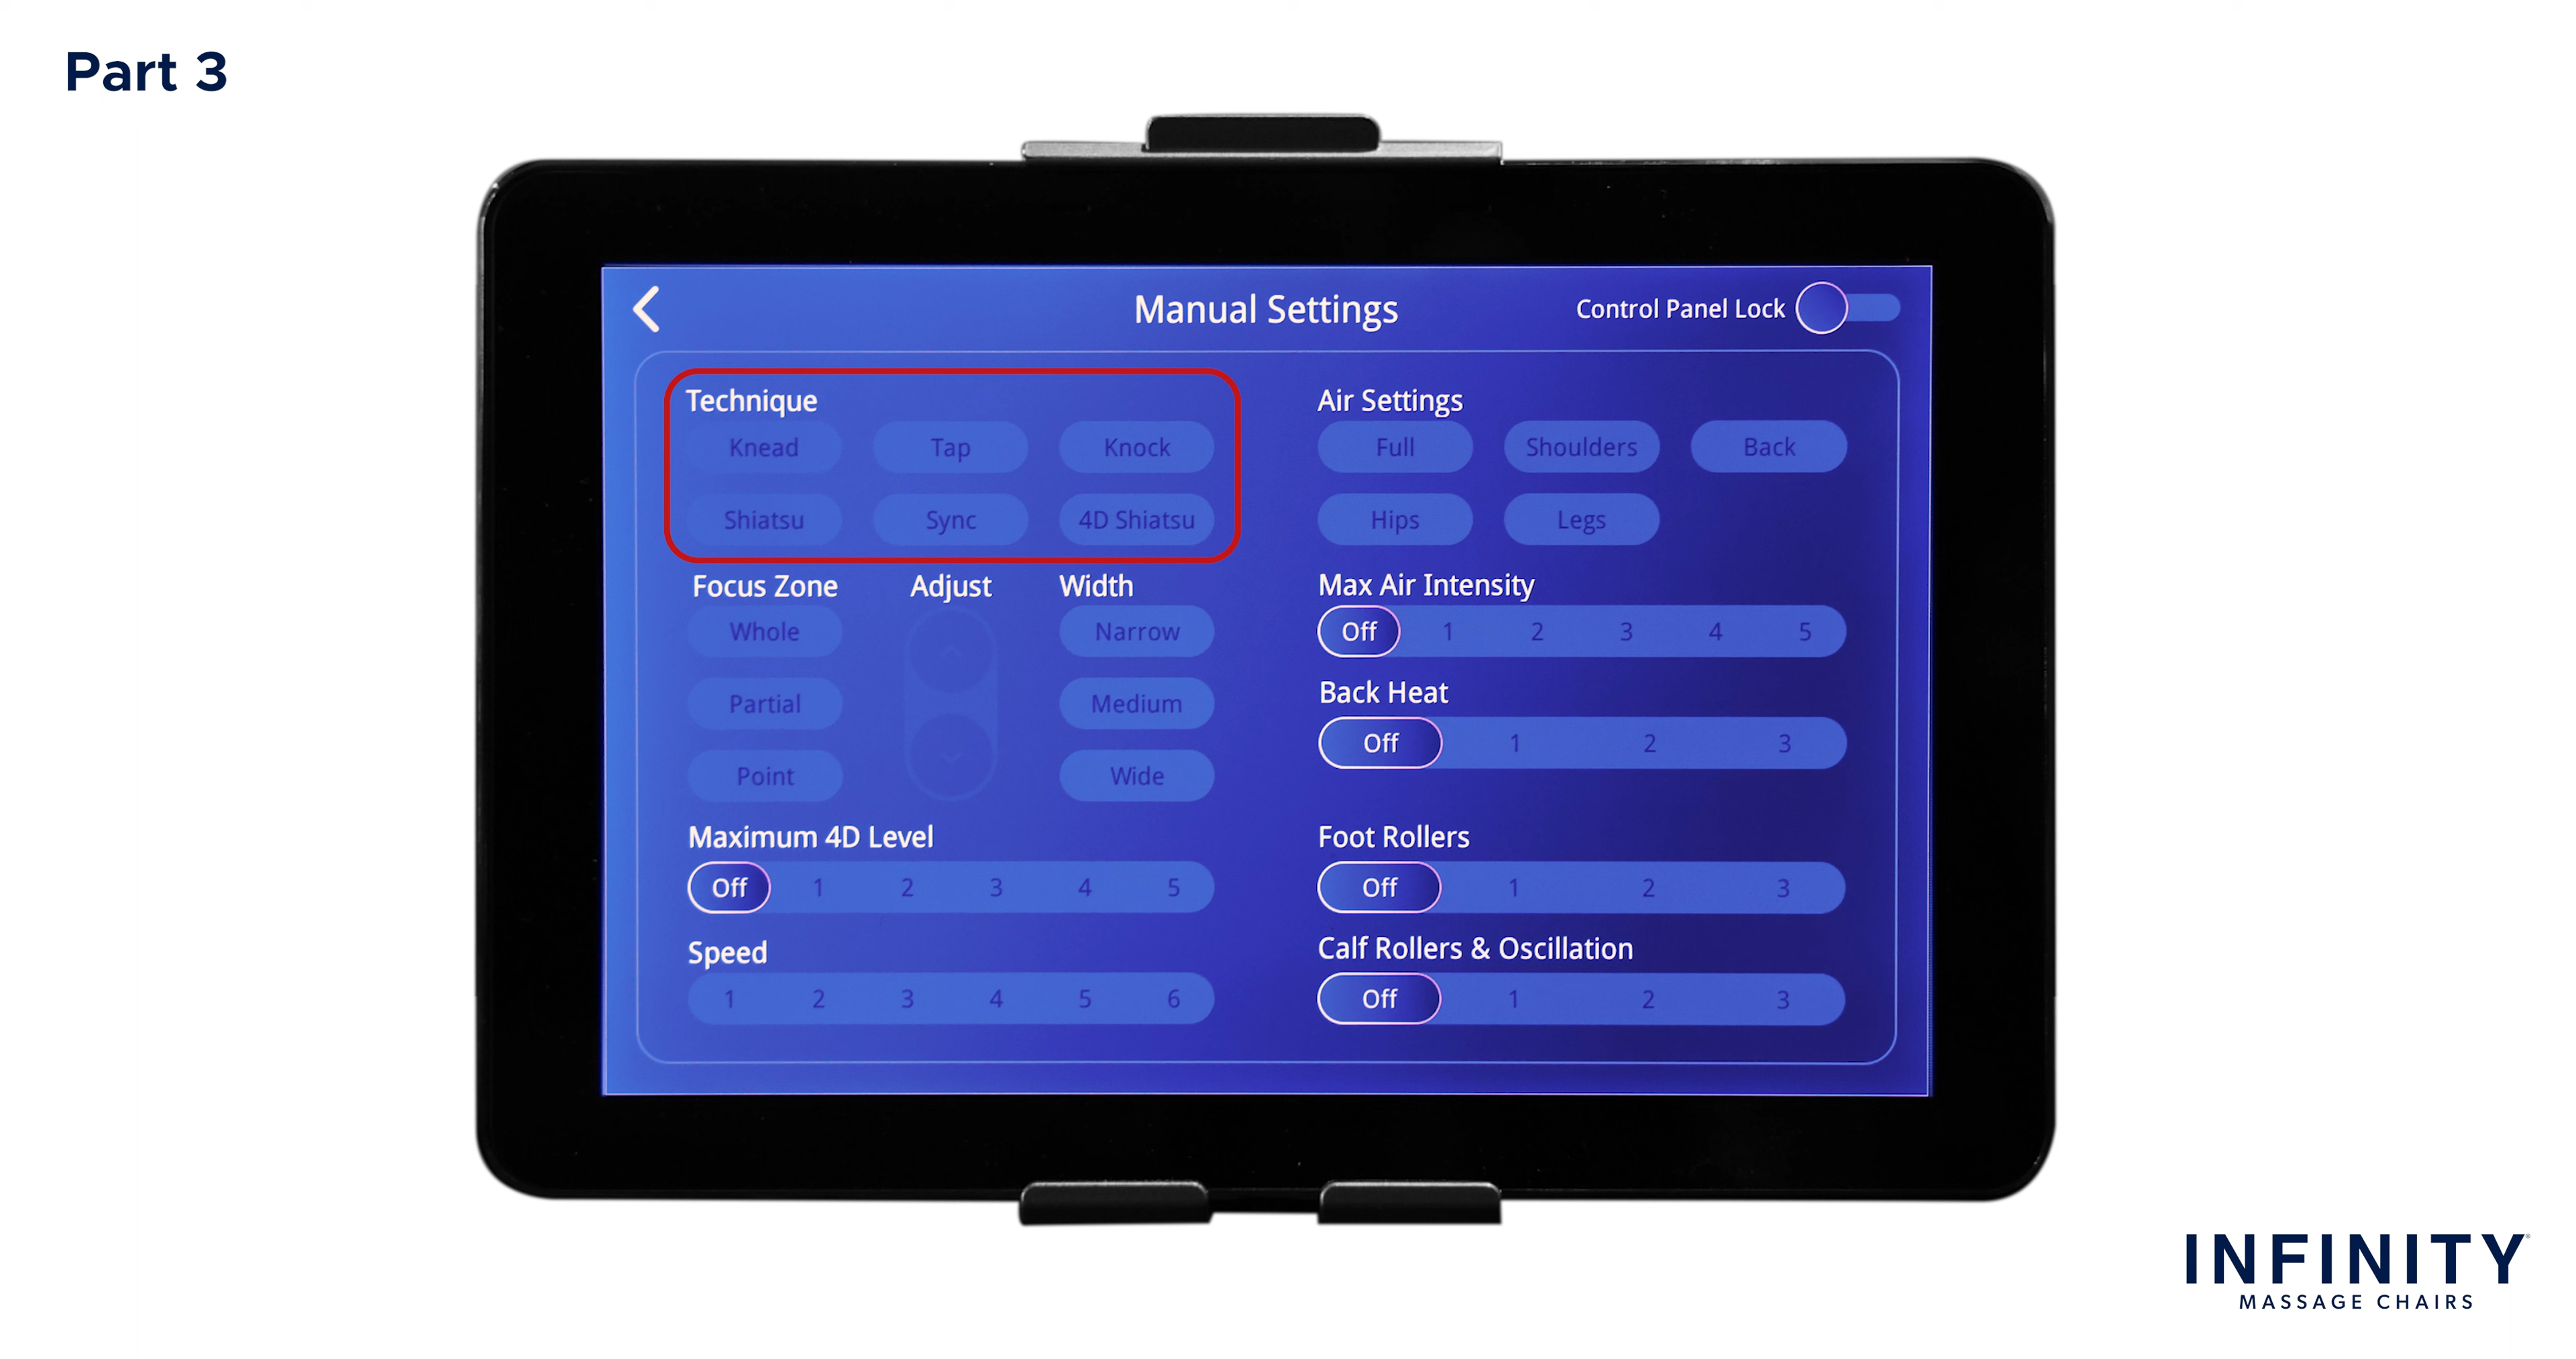 Part 3
Manual Settings
Control Panel Lock
Technique
Knead Tap Knock
Shiatsu Sync 4D Shiatsu
Focus Zone Adjust Width
Whole Narrow
Partial Medium
Point Wide
Maximum 4D Level
Off 1 2 3 4 5
Speed
1 2 3 4 5 6
Air Settings
Full Shoulders Back
Hips Legs
Max Air Intensity
Off 1 2 3 4 5
Back Heat
Off 1 2 3
Foot Rollers
Off 1 2 3
Calf Rollers & Oscillation
Off 1 2 3
INFINITY
MASSAGE CHAIRS